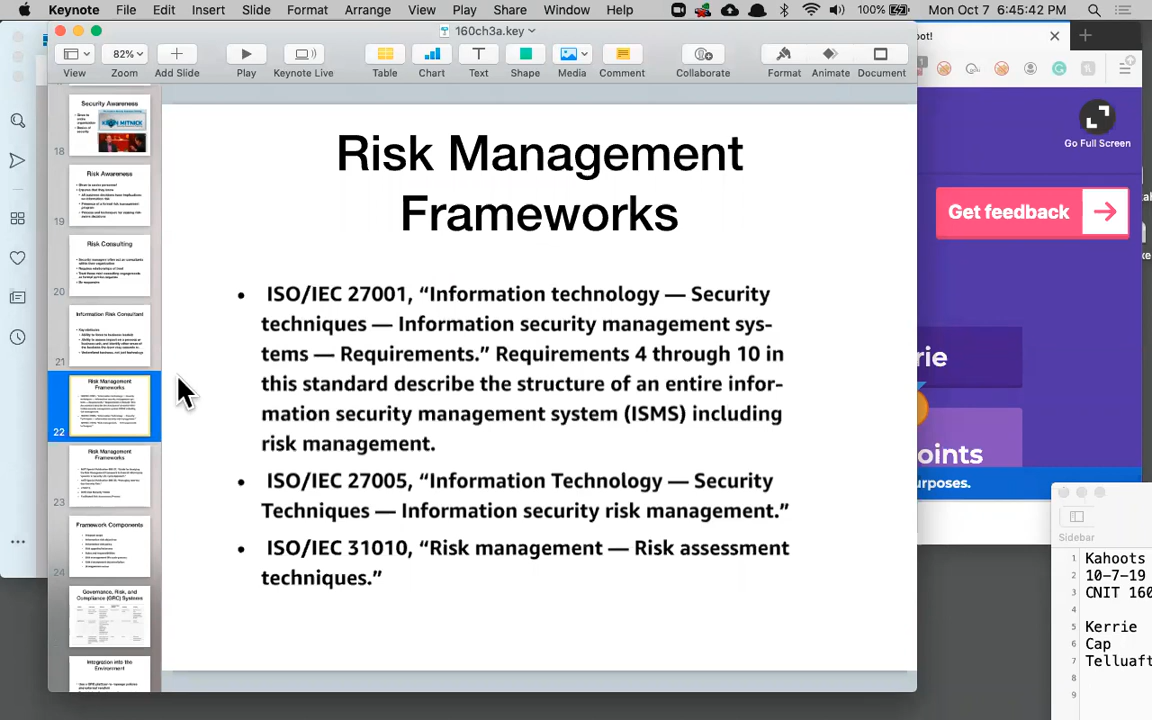 Keynote File Edit Insert Slide Format Arrange View Play Share Window Help 100% Mon Oct 7 6:45:42 PM
160ch3a.key
82%
View Zoom Add Slide Play Keynote Live Table Chart Text Shape Media Comment Collaborate Format Animate Document
ot!
Go Full Screen
Get feedback
Security Awareness
18
Risk Awareness
19
Risk Consulting
20
Information Risk Consultant
21
Risk Management
Frameworks
22
Risk Management
Frameworks
23
Framework Components
24
Governance, Risk, and
Compliance (GRC) Systems
Integration into the
Environment
Risk Management
Frameworks
• ISO/IEC 27001, “Information technology — Security
techniques — Information security management sys-
tems — Requirements.” Requirements 4 through 10 in
this standard describe the structure of an entire infor-
mation security management system (ISMS) including
risk management.
• ISO/IEC 27005, “Information Technology — Security
Techniques — Information security risk management.”
• ISO/IEC 31010, “Risk management — Risk assessment
techniques.”
rie
oints
urposes.
Sidebar
1 Kahoots
2 10-7-19
3 CNIT 160
4
5 Kerrie
6 Cap
7 Telluaft
8
9